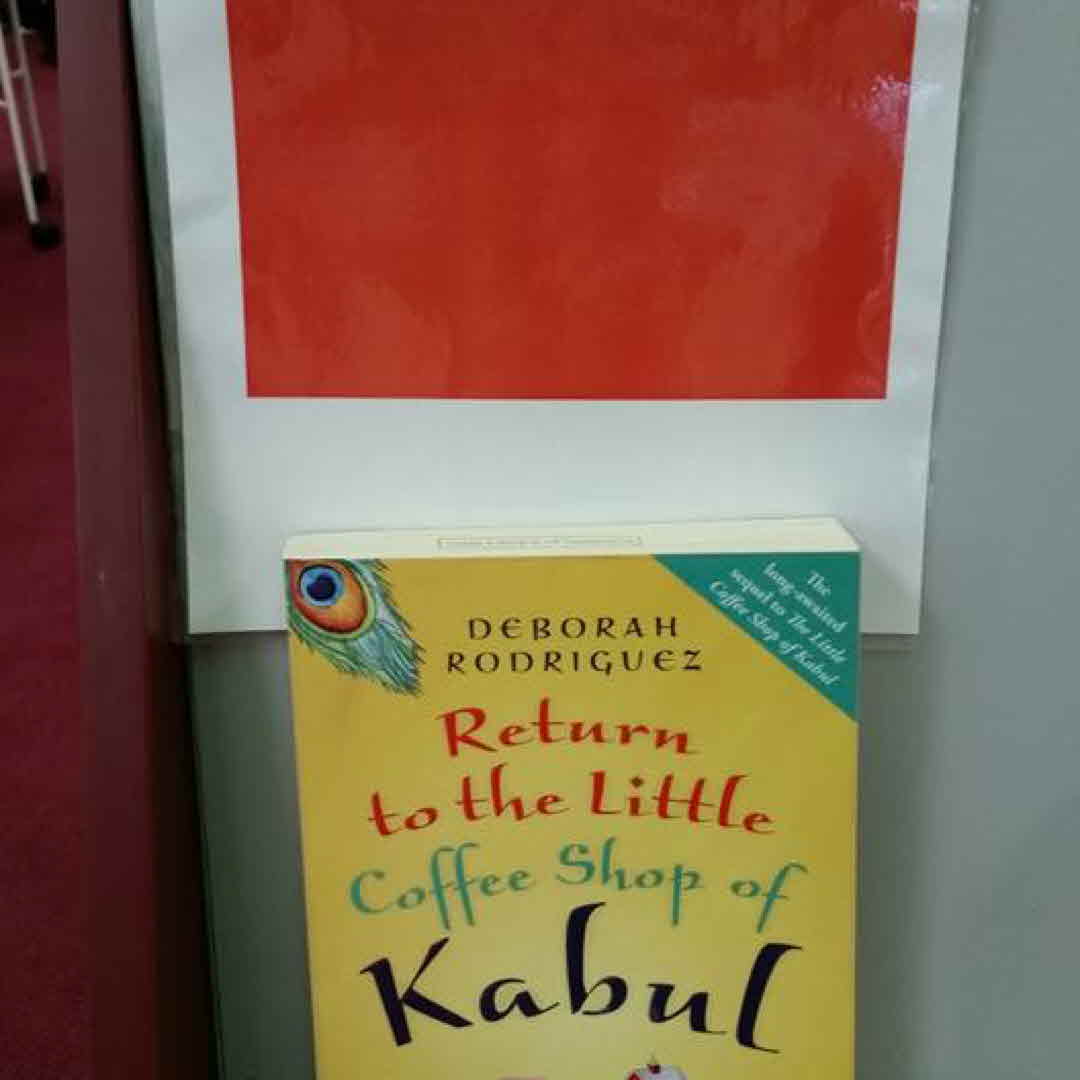 DEBORAH
RODRIGUEZ
The
long-awaited
sequel to The Little
Coffee Shop of Kabul
Return
to the Little
Coffee Shop of
Kabul